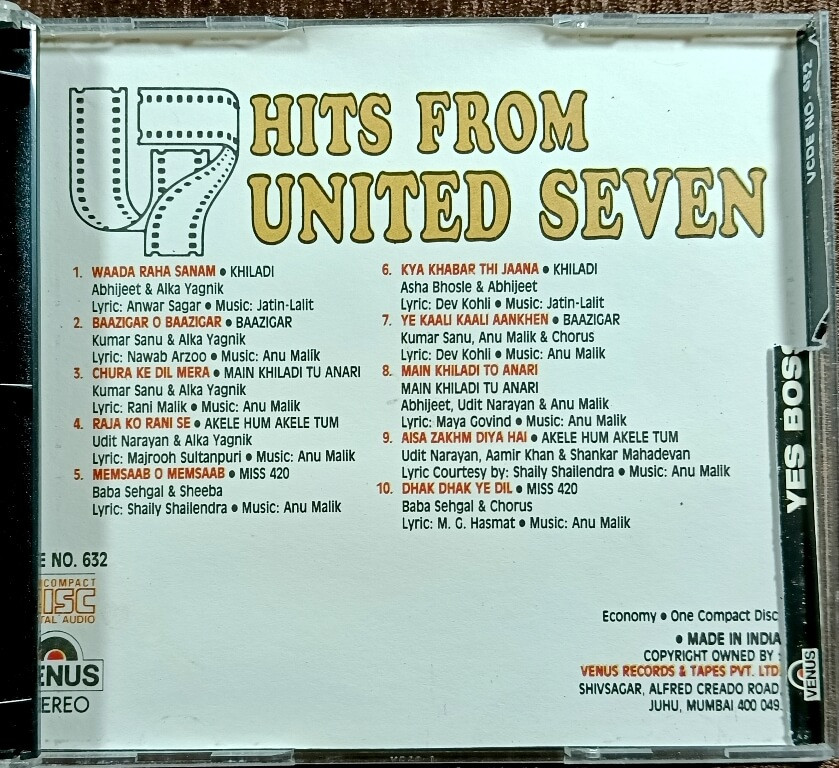 U7
HITS FROM
UNITED SEVEN
1. WAADA RAHA SANAM ● KHILADI
Abhijeet & Alka Yagnik
Lyric: Anwar Sagar ● Music: Jatin-Lalit
2. BAAZIGAR O BAAZIGAR ● BAAZIGAR
Kumar Sanu & Alka Yagnik
Lyric: Nawab Arzoo ● Music: Anu Malik
3. CHURA KE DIL MERA ● MAIN KHILADI TU ANARI
Kumar Sanu & Alka Yagnik
Lyric: Rani Malik ● Music: Anu Malik
4. RAJA KO RANI SE ● AKELE HUM AKELE TUM
Udit Narayan & Alka Yagnik
Lyric: Majrooh Sultanpuri ● Music: Anu Malik
5. MEMSAAB O MEMSAAB ● MISS 420
Baba Sehgal & Sheeba
Lyric: Shaily Shailendra ● Music: Anu Malik
6. KYA KHABAR THI JAANA ● KHILADI
Asha Bhosle & Abhijeet
Lyric: Dev Kohli ● Music: Jatin-Lalit
7. YE KAALI KAALI AANKHEN ● BAAZIGAR
Kumar Sanu, Anu Malik & Chorus
Lyric: Dev Kohli ● Music: Anu Malik
8. MAIN KHILADI TO ANARI
MAIN KHILADI TU ANARI
Abhijeet, Udit Narayan & Anu Malik
Lyric: Maya Govind ● Music: Anu Malik
9. AISA ZAKHM DIYA HAI ● AKELE HUM AKELE TUM
Udit Narayan, Aamir Khan & Shankar Mahadevan
Lyric Courtesy by: Shaily Shailendra ● Music: Anu Malik
10. DHAK DHAK YE DIL ● MISS 420
Baba Sehgal & Chorus
Lyric: M. G. Hasmat ● Music: Anu Malik
E NO. 632
COMPACT
DISC
TAL AUDIO
ENUS
EREO
Economy ● One Compact Disc
● MADE IN INDIA
COPYRIGHT OWNED BY :
VENUS RECORDS & TAPES PVT. LTD.
SHIVSAGAR, ALFRED CREADO ROAD,
JUHU, MUMBAI 400 049.
VCDE NO. 632
YES BOSS
VENUS